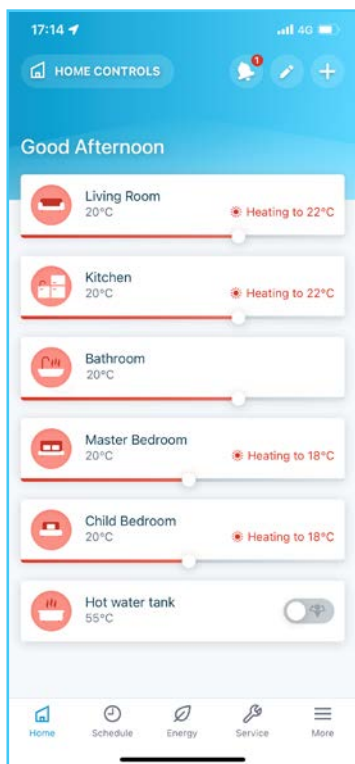 17:14
4G
HOME CONTROLS
1
Good Afternoon
Living Room
20°C
Heating to 22°C
Kitchen
20°C
Heating to 22°C
Bathroom
20°C
Master Bedroom
20°C
Heating to 18°C
Child Bedroom
20°C
Heating to 18°C
Hot water tank
55°C
Home Schedule Energy Service More